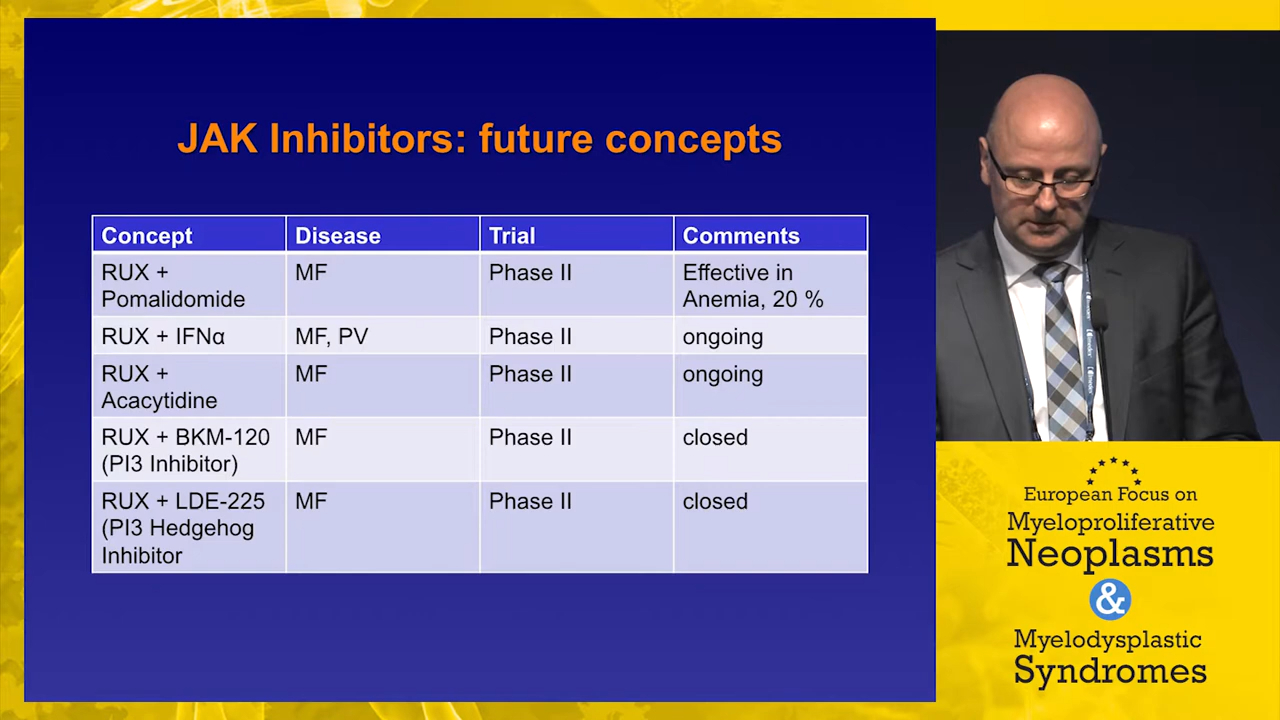 JAK Inhibitors: future concepts
Concept Disease Trial Comments
RUX + MF Phase II Effective in
Pomalidomide Anemia, 20 %
RUX + IFNα MF, PV Phase II ongoing
RUX + MF Phase II ongoing
Acacytidine
RUX + BKM-120 MF Phase II closed
(PI3 Inhibitor)
RUX + LDE-225 MF Phase II closed
(PI3 Hedgehog
Inhibitor
European Focus on
Myeloproliferative
Neoplasms
&
Myelodysplastic
Syndromes